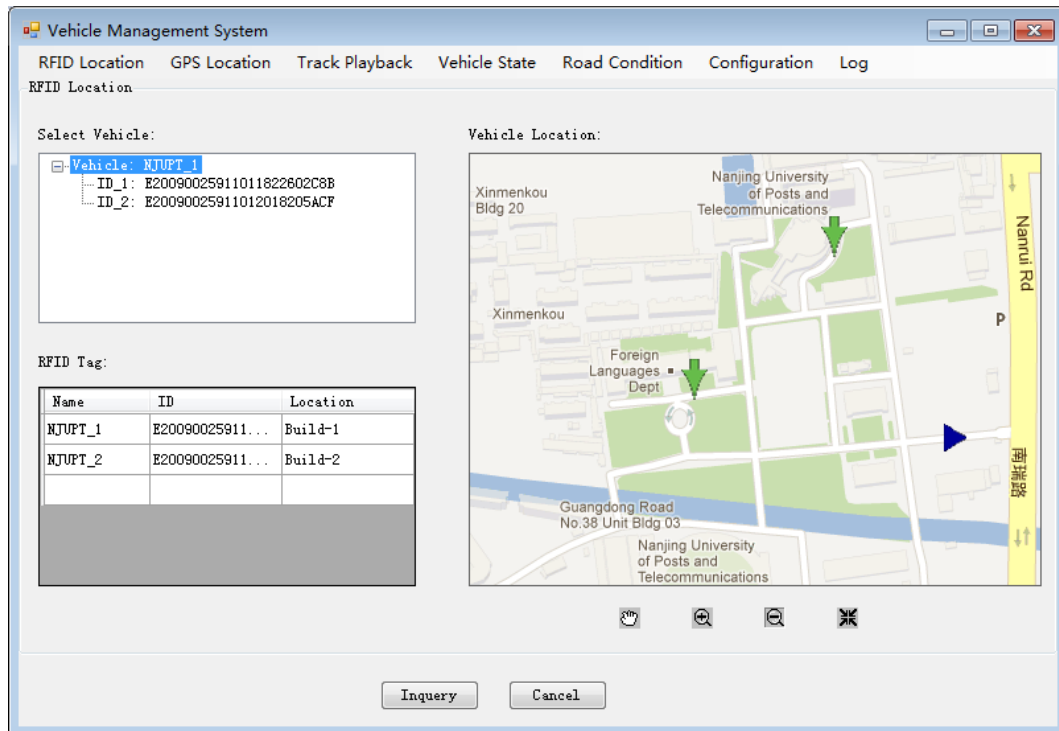 Vehicle Management System
RFID Location GPS Location Track Playback Vehicle State Road Condition Configuration Log
RFID Location
Select Vehicle:
Vehicle: NJUPT_1
ID_1: E20090025911011822602C8B
ID_2: E20090025911012018205ACF
RFID Tag:
Name ID Location
NJUPT_1 E20090025911... Build-1
NJUPT_2 E20090025911... Build-2
Vehicle Location:
Nanjing University
of Posts and
Telecommunications
Xinmenkou
Bldg 20
Nanrui Rd
Xinmenkou
P
Foreign
Languages
Dept
南瑞路
Guangdong Road
No.38 Unit Bldg 03
Nanjing University
of Posts and
Telecommunications
Inquery Cancel